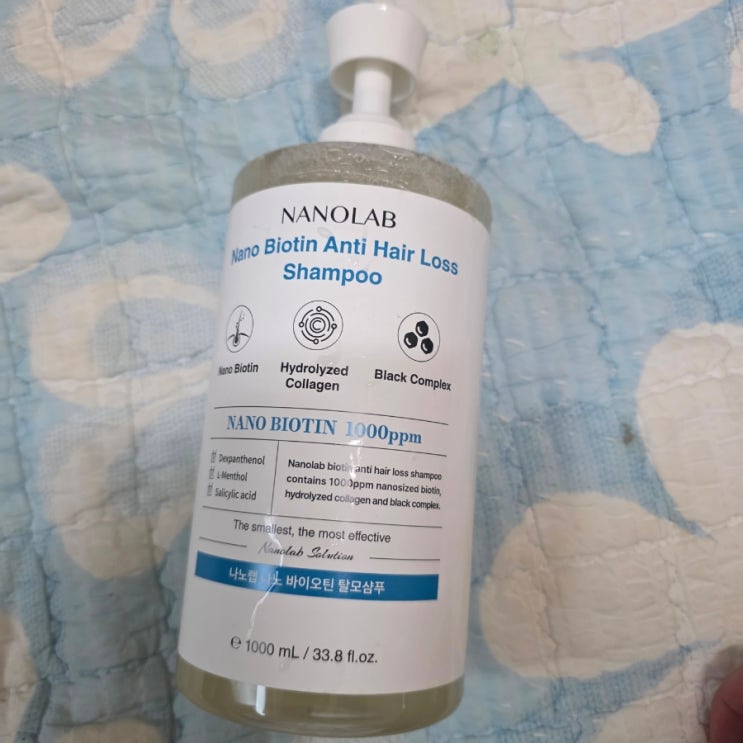 NANOLAB
Nano Biotin Anti Hair Loss
Shampoo
Nano Biotin
Hydrolyzed
Collagen
Black Complex
NANO BIOTIN 1000ppm
Dexpanthenol
L-Menthol
Salicylic acid
Nanolab biotin anti hair loss shampoo
contains 1000ppm nanosized biotin,
hydrolyzed collagen and black complex.
The smallest, the most effective
Nanolab Solution
나노랩 나노 바이오틴 탈모샴푸
℮ 1000 mL / 33.8 fl.oz.